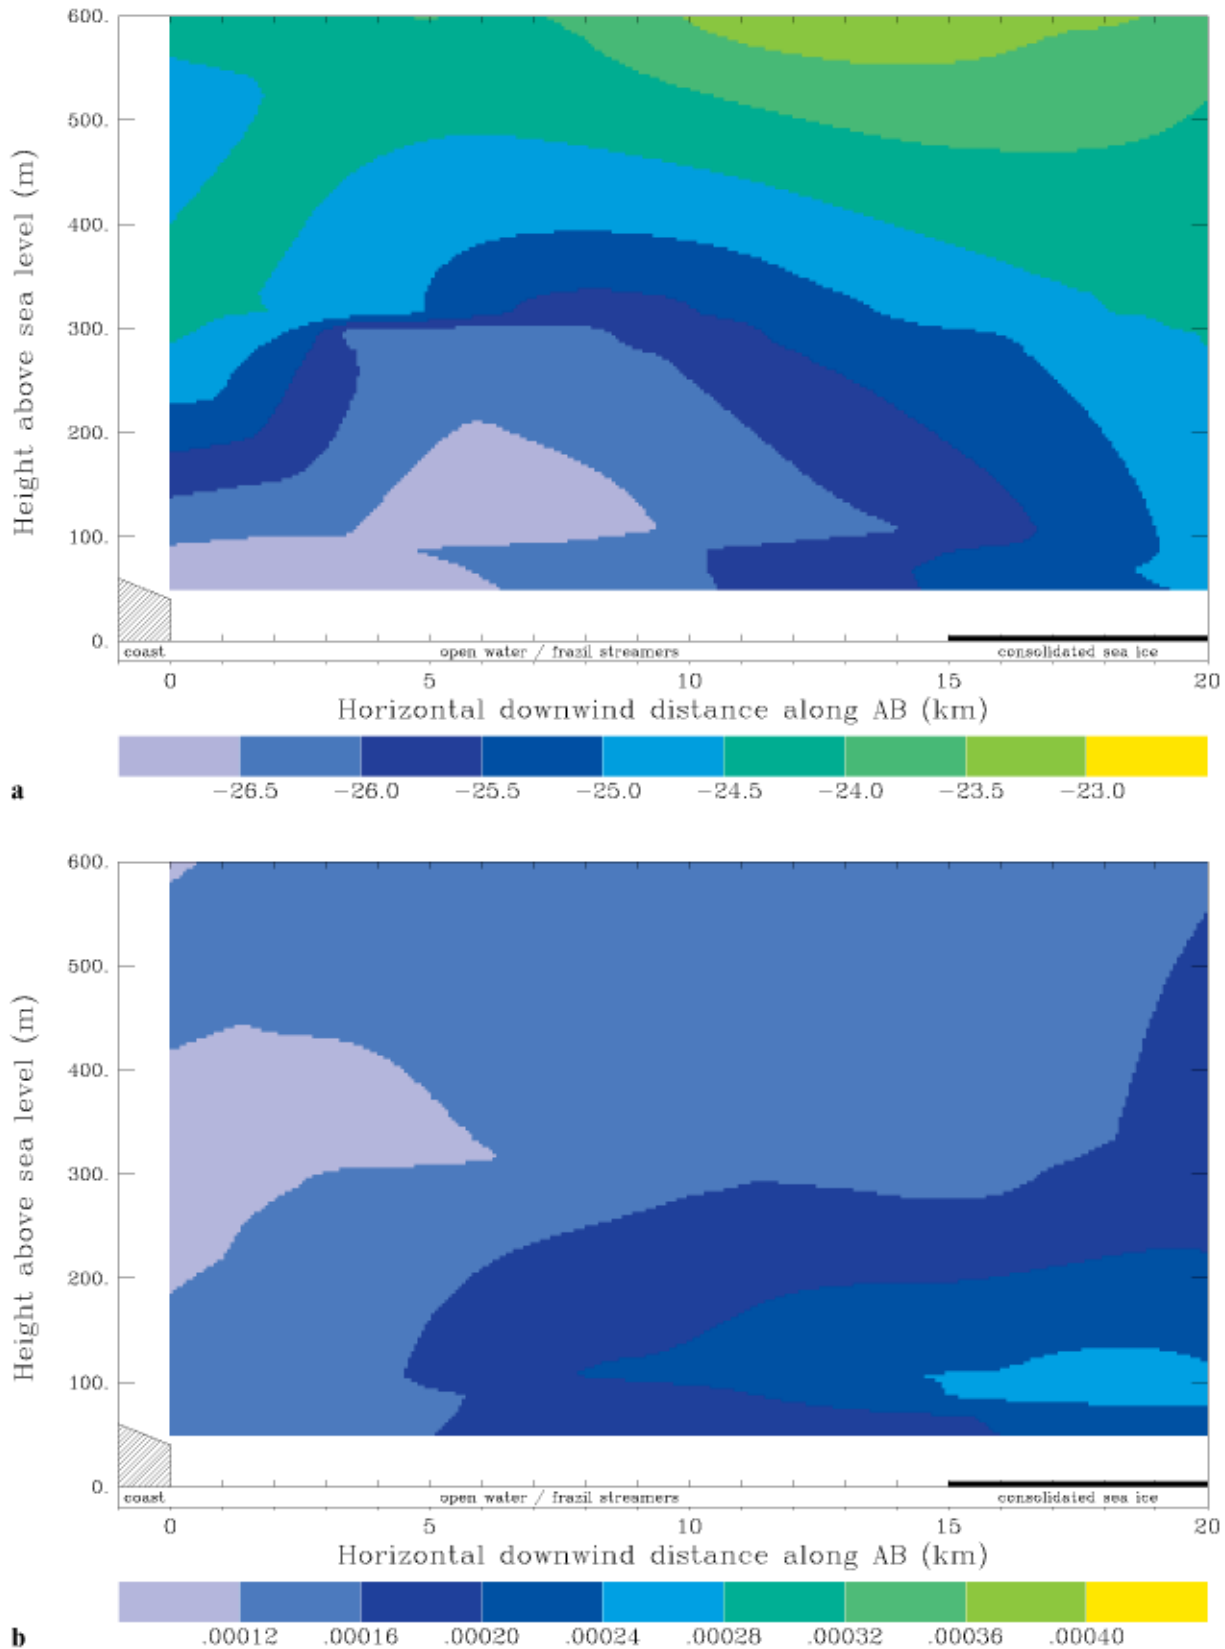 600.
500.
400.
300.
200.
100.
0.
Height above sea level (m)
coast open water / frazil streamers consolidated sea ice
0 5 10 15 20
Horizontal downwind distance along AB (km)
a −26.5 −26.0 −25.5 −25.0 −24.5 −24.0 −23.5 −23.0
600.
500.
400.
300.
200.
100.
0.
Height above sea level (m)
coast open water / frazil streamers consolidated sea ice
0 5 10 15 20
Horizontal downwind distance along AB (km)
b .00012 .00016 .00020 .00024 .00028 .00032 .00036 .00040